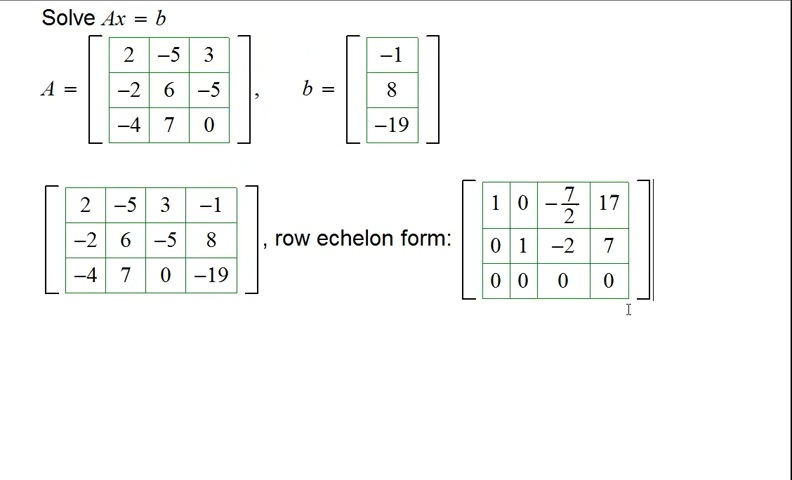 Solve Ax = b
A = [ 2 −5 3 ; −2 6 −5 ; −4 7 0 ], b = [ −1 ; 8 ; −19 ]
[ 2 −5 3 −1 ; −2 6 −5 8 ; −4 7 0 −19 ], row echelon form: [ 1 0 −7/2 17 ; 0 1 −2 7 ; 0 0 0 0 ]